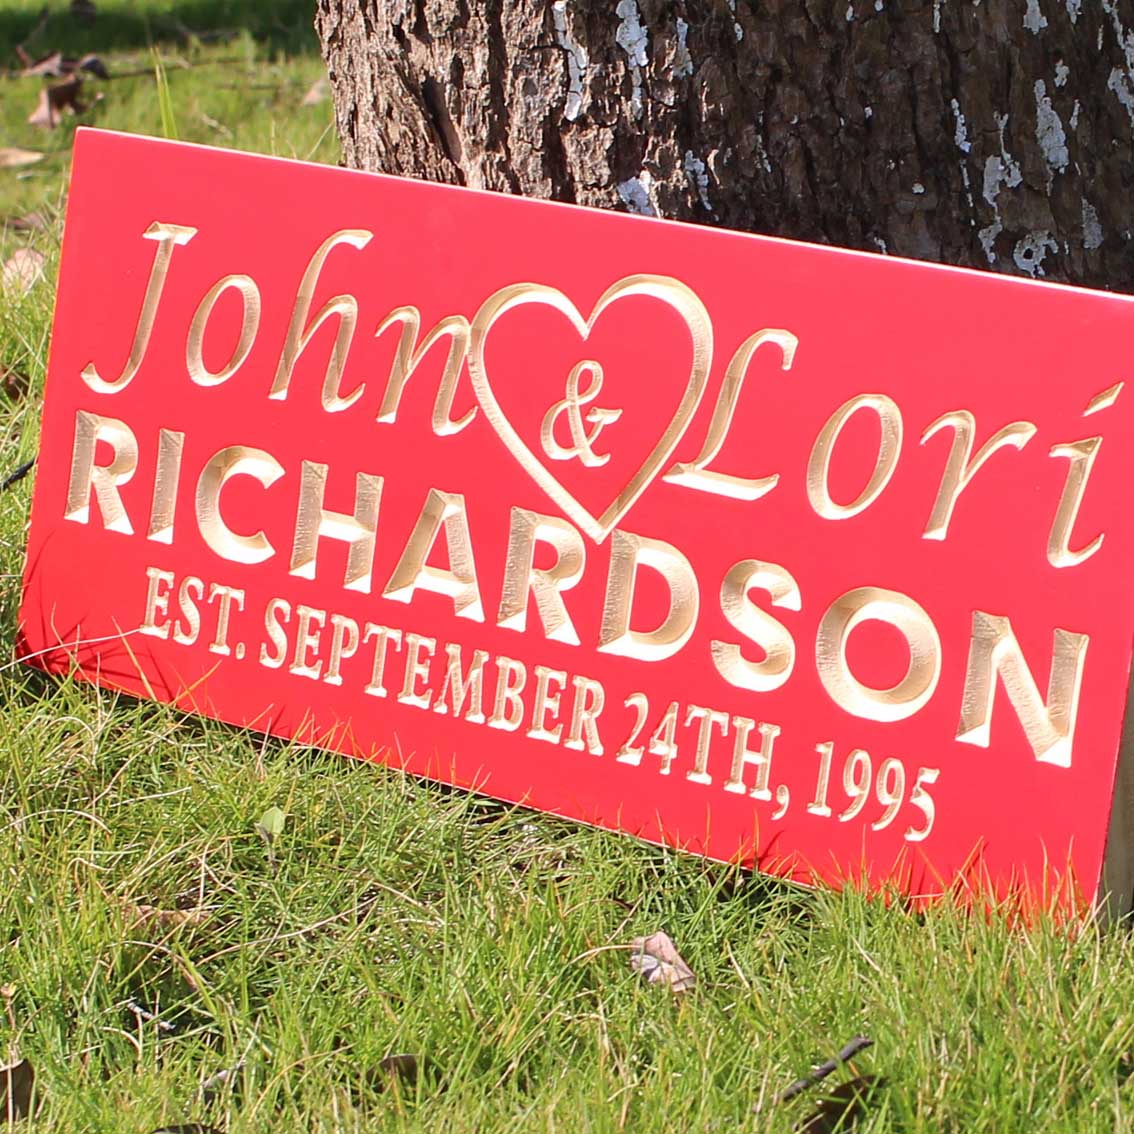 John & Lori
RICHARDSON
EST. SEPTEMBER 24TH, 1995